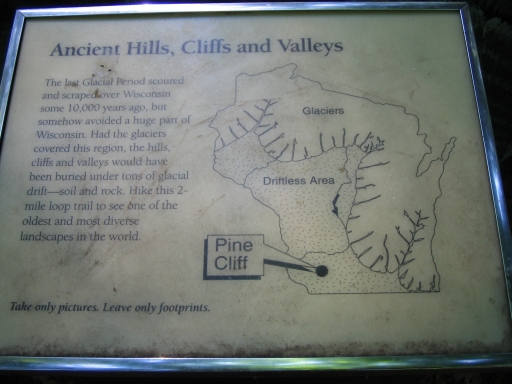 Ancient Hills, Cliffs and Valleys
The last Glacial Period scoured
and scraped over Wisconsin
some 10,000 years ago, but
somehow avoided a huge part of
Wisconsin. Had the glaciers
covered this region, the hills,
cliffs and valleys would have
been buried under tons of glacial
drift—soil and rock. Hike this 2-
mile loop trail to see one of the
oldest and most diverse
landscapes in the world.
Glaciers
Driftless Area
Pine
Cliff
Take only pictures. Leave only footprints.